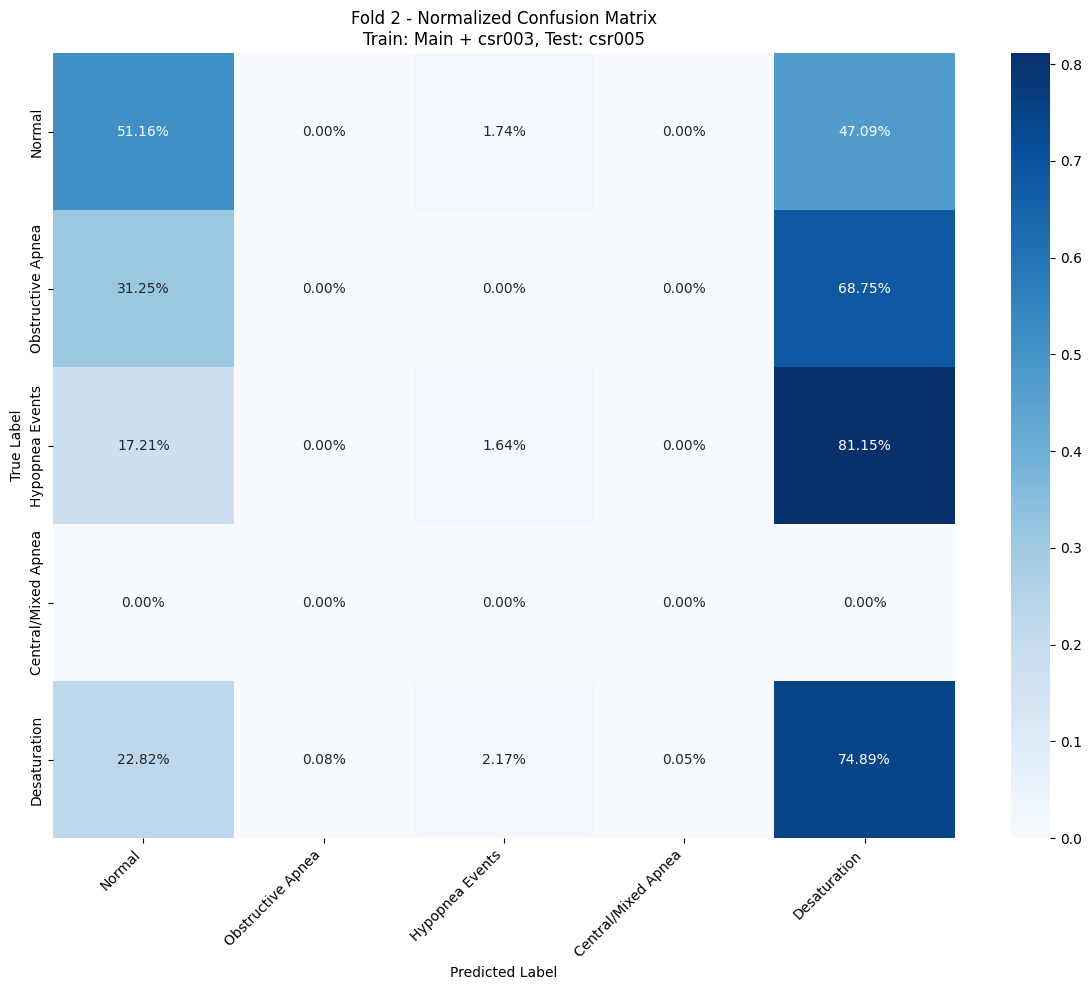 Fold 2 - Normalized Confusion Matrix
Train: Main + csr003, Test: csr005
True Label
Normal
51.16%
0.00%
1.74%
0.00%
47.09%
Obstructive Apnea
31.25%
0.00%
0.00%
0.00%
68.75%
Hypopnea Events
17.21%
0.00%
1.64%
0.00%
81.15%
Central/Mixed Apnea
0.00%
0.00%
0.00%
0.00%
0.00%
Desaturation
22.82%
0.08%
2.17%
0.05%
74.89%
Normal
Obstructive Apnea
Hypopnea Events
Central/Mixed Apnea
Desaturation
Predicted Label
0.8
0.7
0.6
0.5
0.4
0.3
0.2
0.1
0.0